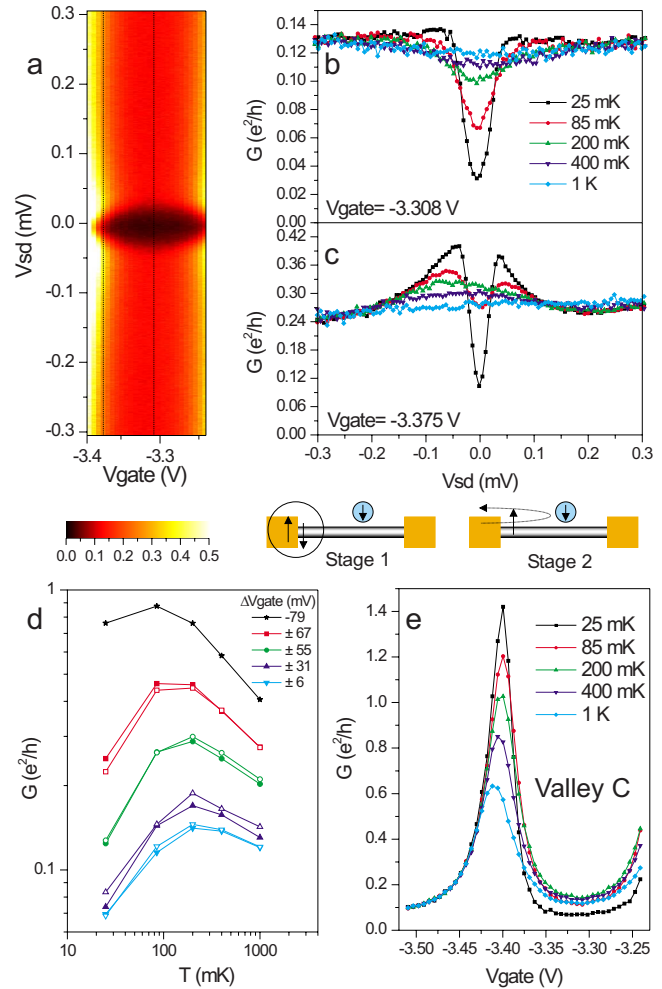 a
0.3
0.2
0.1
0.0
-0.1
-0.2
-0.3
Vsd (mV)
-3.4
-3.3
Vgate (V)
0.0 0.1 0.2 0.3 0.4 0.5
b
0.15
0.12
0.09
0.06
0.03
0.00
G (e²/h)
25 mK
85 mK
200 mK
400 mK
1 K
Vgate= -3.308 V
c
0.42
0.36
0.30
0.24
0.18
0.12
0.06
0.00
G (e²/h)
Vgate= -3.375 V
-0.3 -0.2 -0.1 0.0 0.1 0.2 0.3
Vsd (mV)
Stage 1
Stage 2
d
1
0.1
G (e²/h)
ΔVgate (mV)
-79
± 67
± 55
± 31
± 6
10 100 1000
T (mK)
e
1.4
1.2
1.0
0.8
0.6
0.4
0.2
0.0
G (e²/h)
25 mK
85 mK
200 mK
400 mK
1 K
Valley C
-3.50 -3.45 -3.40 -3.35 -3.30 -3.25
Vgate (V)